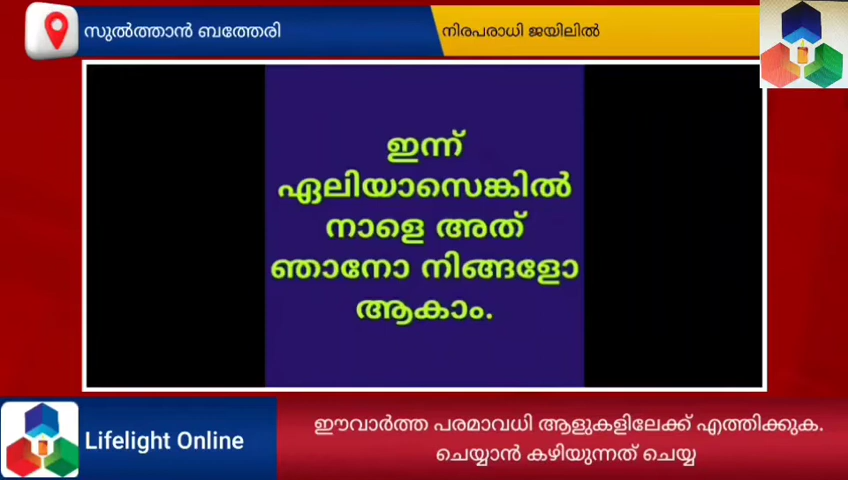 സുൽത്താൻ ബത്തേരി
നിരപരാധി ജയിലിൽ
ഇന്ന്
ഏലിയാസെങ്കിൽ
നാളെ അത്
ഞാനോ നിങ്ങളോ
ആകാം.
Lifelight Online
ഈവാർത്ത പരമാവധി ആളുകളിലേക്ക് എത്തിക്കുക.
ചെയ്യാൻ കഴിയുന്നത് ചെയ്യ